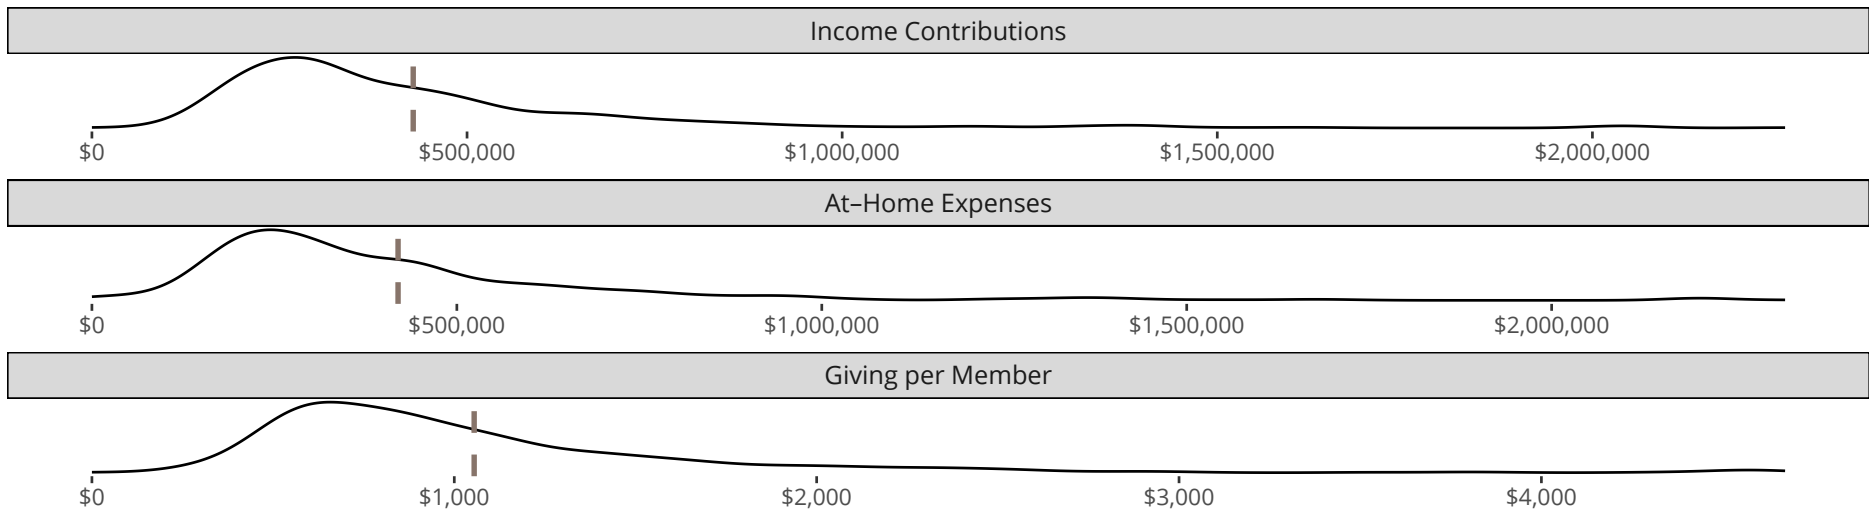 Income Contributions
$0 $500,000 $1,000,000 $1,500,000 $2,000,000
At–Home Expenses
$0 $500,000 $1,000,000 $1,500,000 $2,000,000
Giving per Member
$0 $1,000 $2,000 $3,000 $4,000